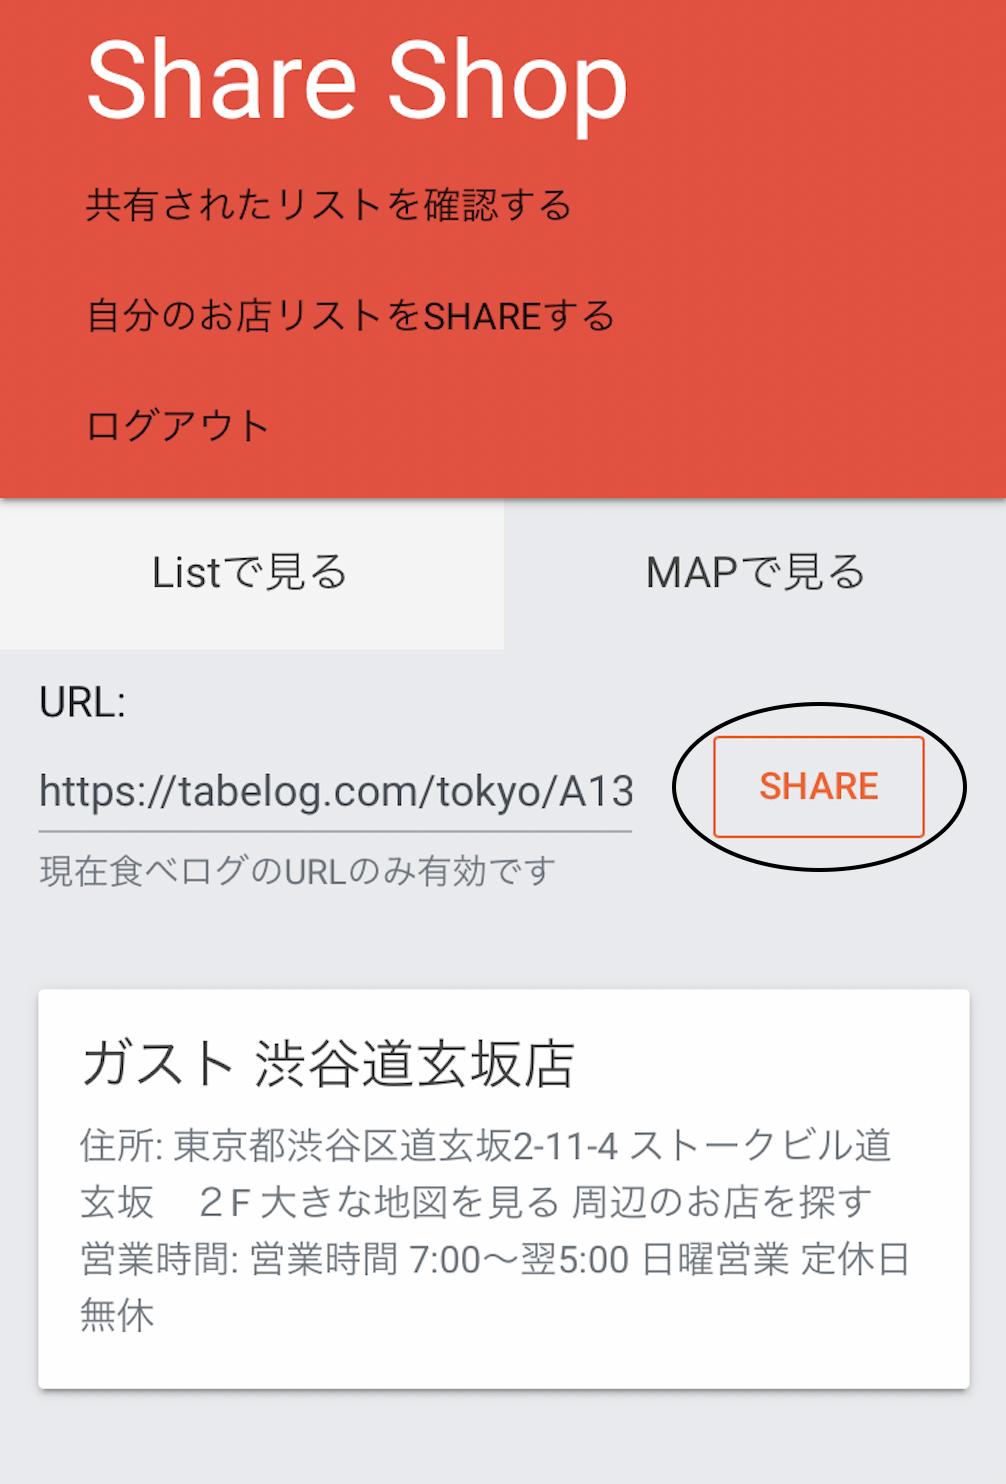 Share Shop
共有されたリストを確認する
自分のお店リストをSHAREする
ログアウト
Listで見る
MAPで見る
URL:
https://tabelog.com/tokyo/A13
SHARE
現在食べログのURLのみ有効です
ガスト 渋谷道玄坂店
住所: 東京都渋谷区道玄坂2-11-4 ストークビル道
玄坂　２F 大きな地図を見る 周辺のお店を探す
営業時間: 営業時間 7:00〜翌5:00 日曜営業 定休日
無休